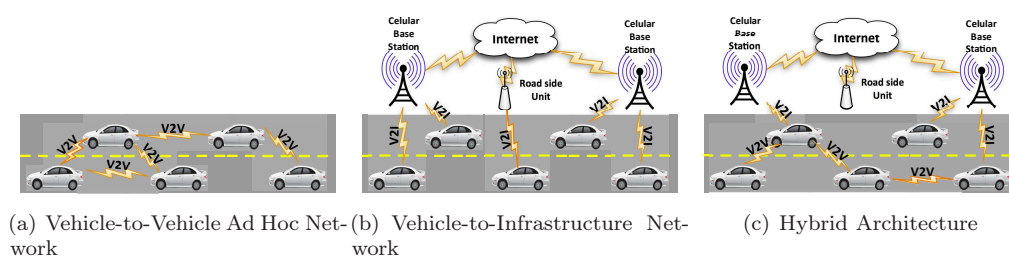 V2V
V2V
V2V
V2V
V2V
(a) Vehicle-to-Vehicle Ad Hoc Net-
work
Celular
Base
Station
Internet
Celular
Base
Station
Road side
Unit
V2I
V2I
V2I
V2I
V2I
(b) Vehicle-to-Infrastructure Net-
work
Celular
Base
Station
Internet
Celular
Base
Station
Road side
Unit
V2I
V2I
V2I
V2V
V2V
V2V
(c) Hybrid Architecture